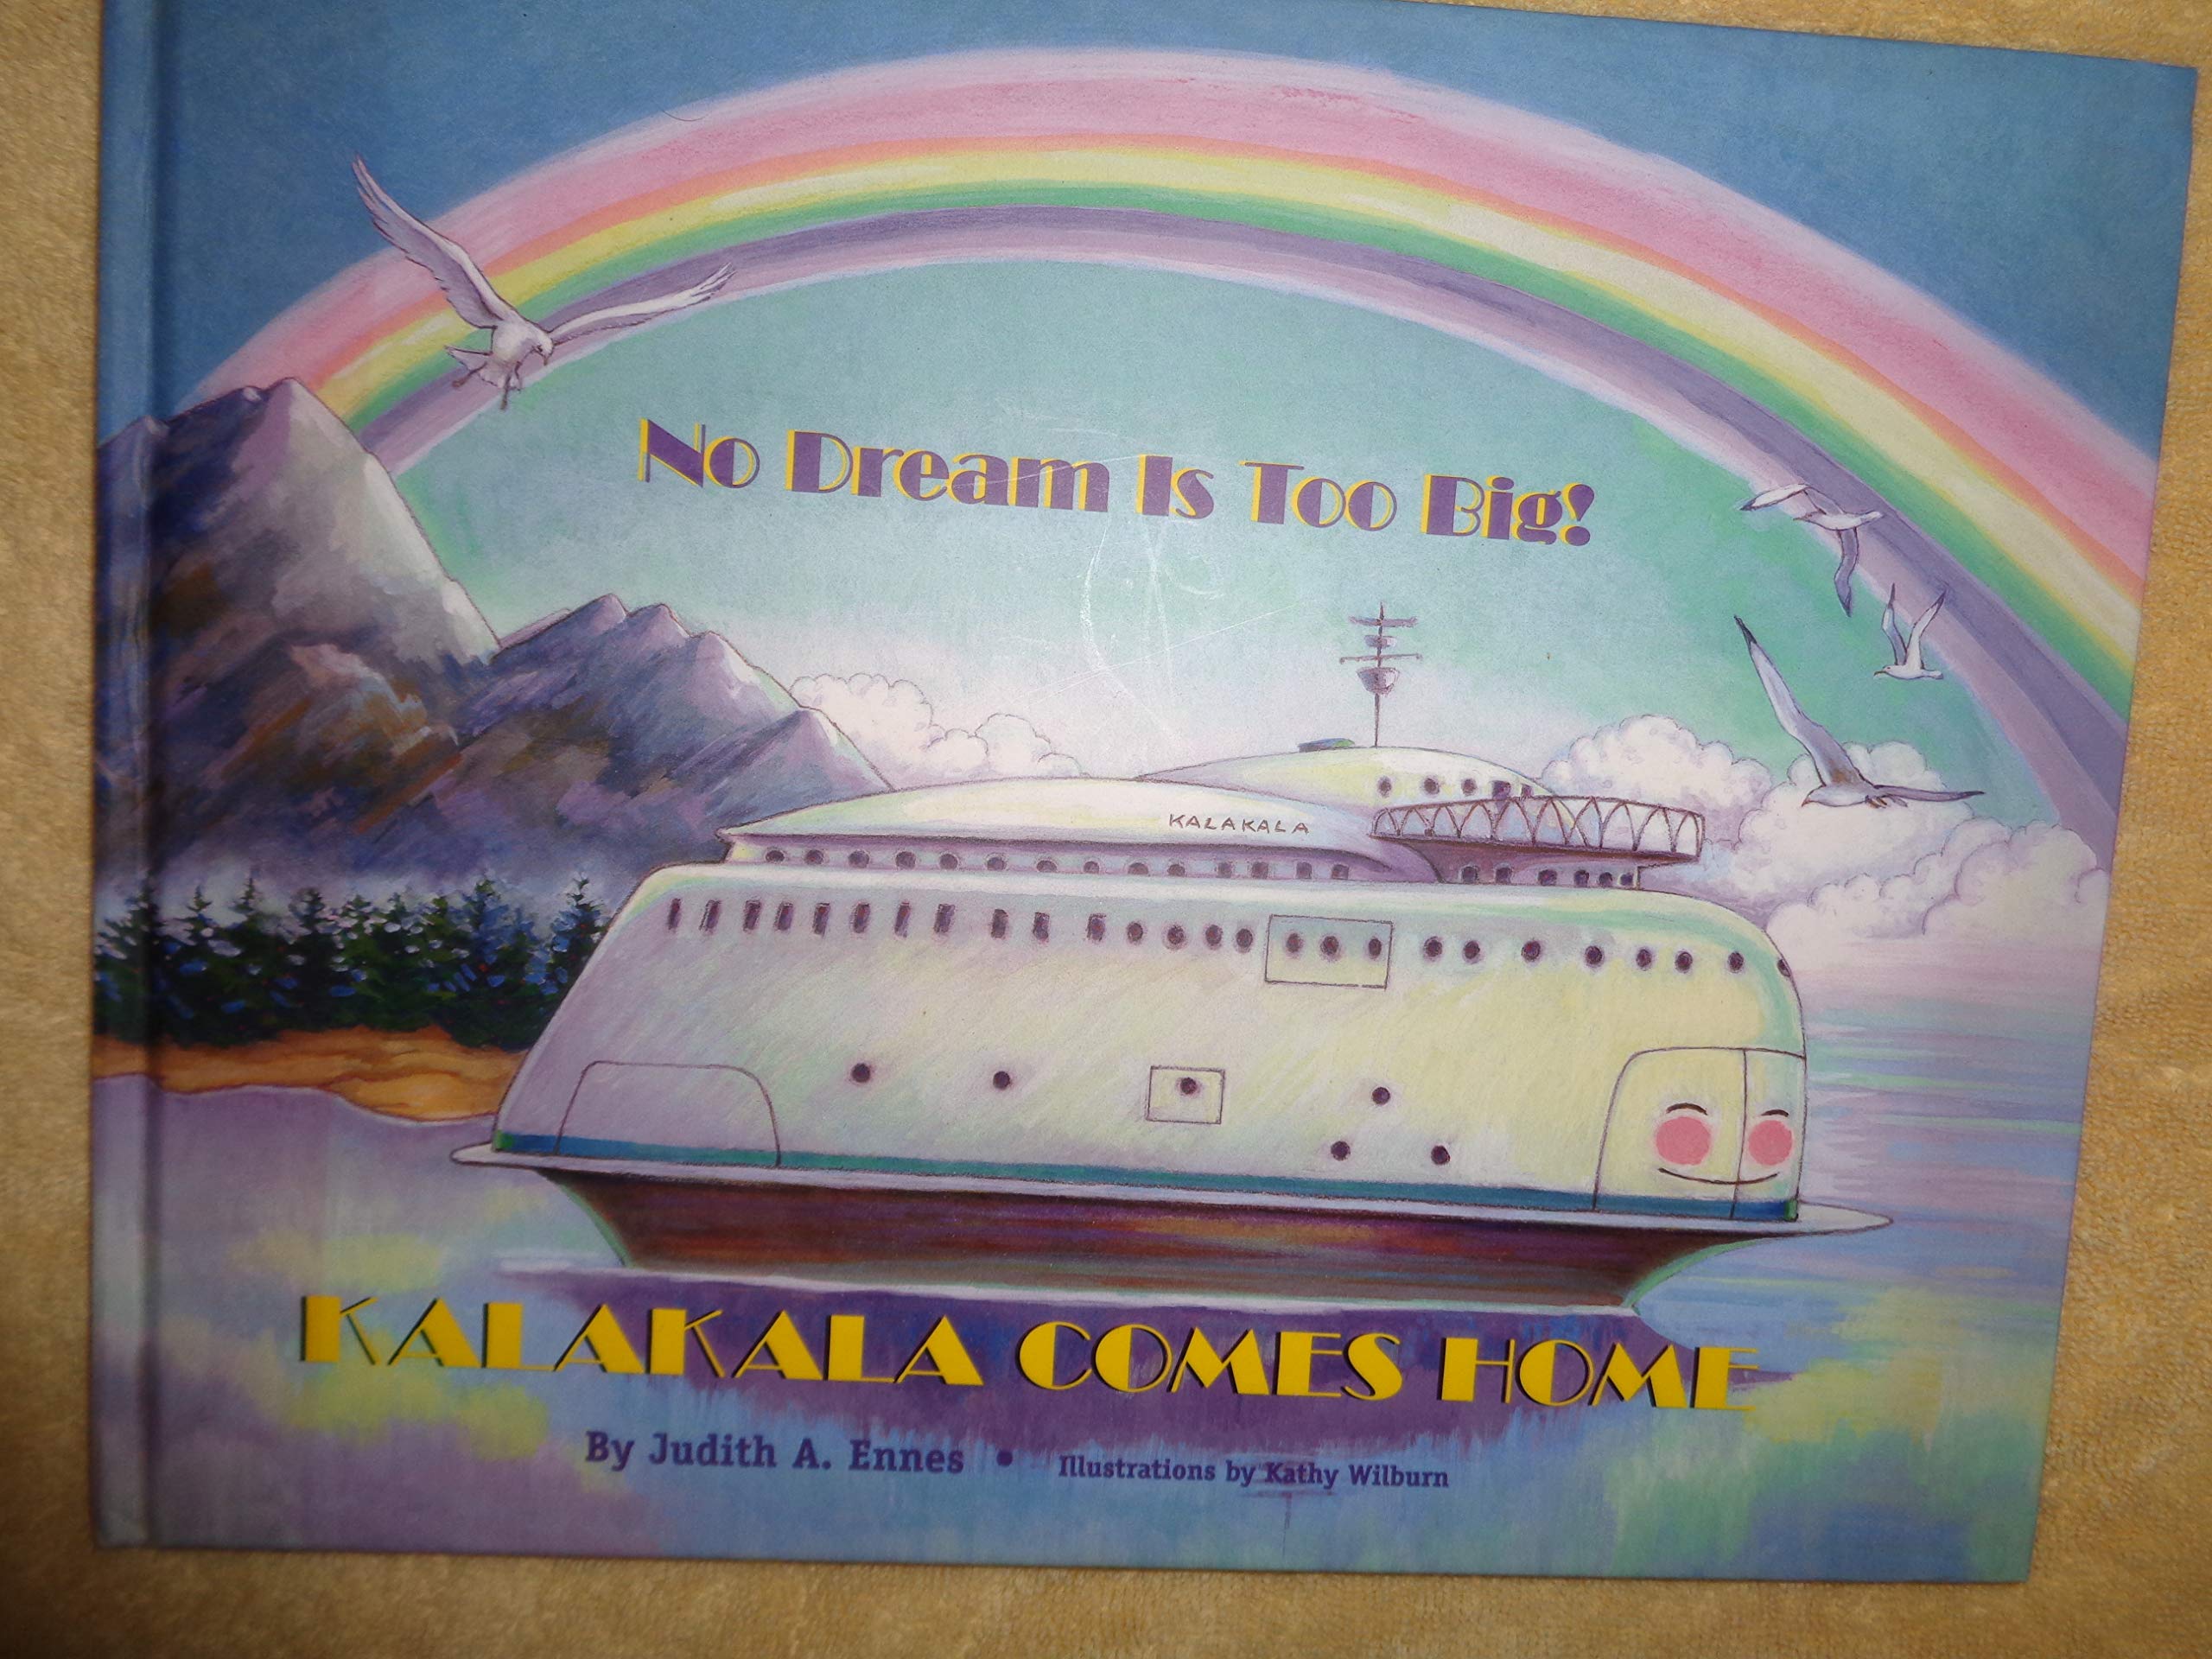 No Dream Is Too Big!
KALAKALA
KALAKALA COMES HOME
By Judith A. Ennes • Illustrations by Kathy Wilburn